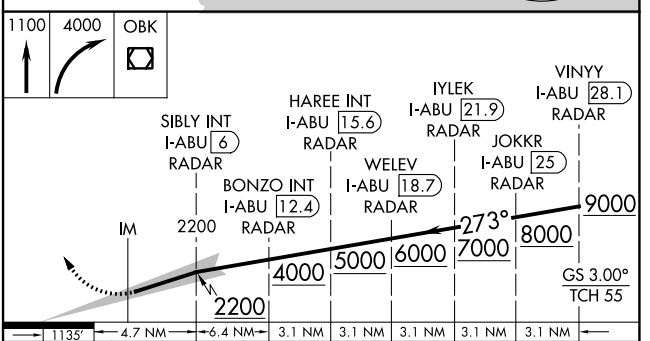 1100 4000 OBK
VINYY
I-ABU 28.1
RADAR
IYLEK
I-ABU 21.9
RADAR
HAREE INT
I-ABU 15.6
RADAR
SIBLY INT
I-ABU 6
RADAR
JOKKR
I-ABU 25
RADAR
WELEV
I-ABU 18.7
RADAR
BONZO INT
I-ABU 12.4
RADAR
IM
2200
273°
9000
8000
7000
6000
5000
4000
2200
GS 3.00°
TCH 55
1135' 4.7 NM 6.4 NM 3.1 NM 3.1 NM 3.1 NM 3.1 NM 3.1 NM